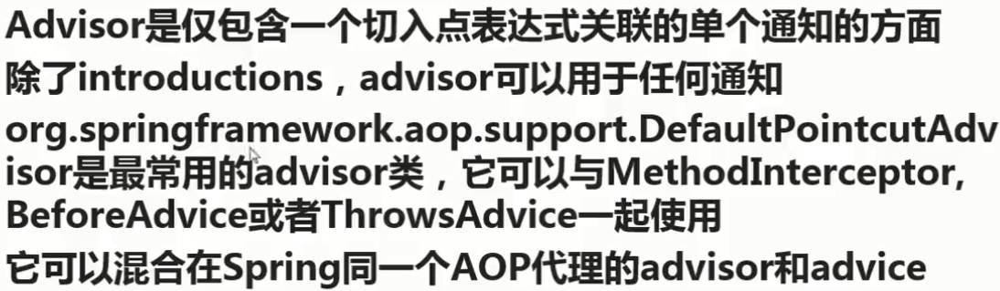 Advisor是仅包含一个切入点表达式关联的单个通知的方面
除了introductions，advisor可以用于任何通知
org.springframework.aop.support.DefaultPointcutAdv
isor是最常用的advisor类，它可以与MethodInterceptor,
BeforeAdvice或者ThrowsAdvice一起使用
它可以混合在Spring同一个AOP代理的advisor和advice